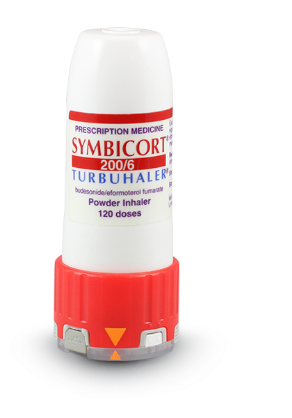 PRESCRIPTION MEDICINE
SYMBICORT®
200/6
TURBUHALER®
budesonide/eformoterol fumarate
Powder Inhaler
120 doses